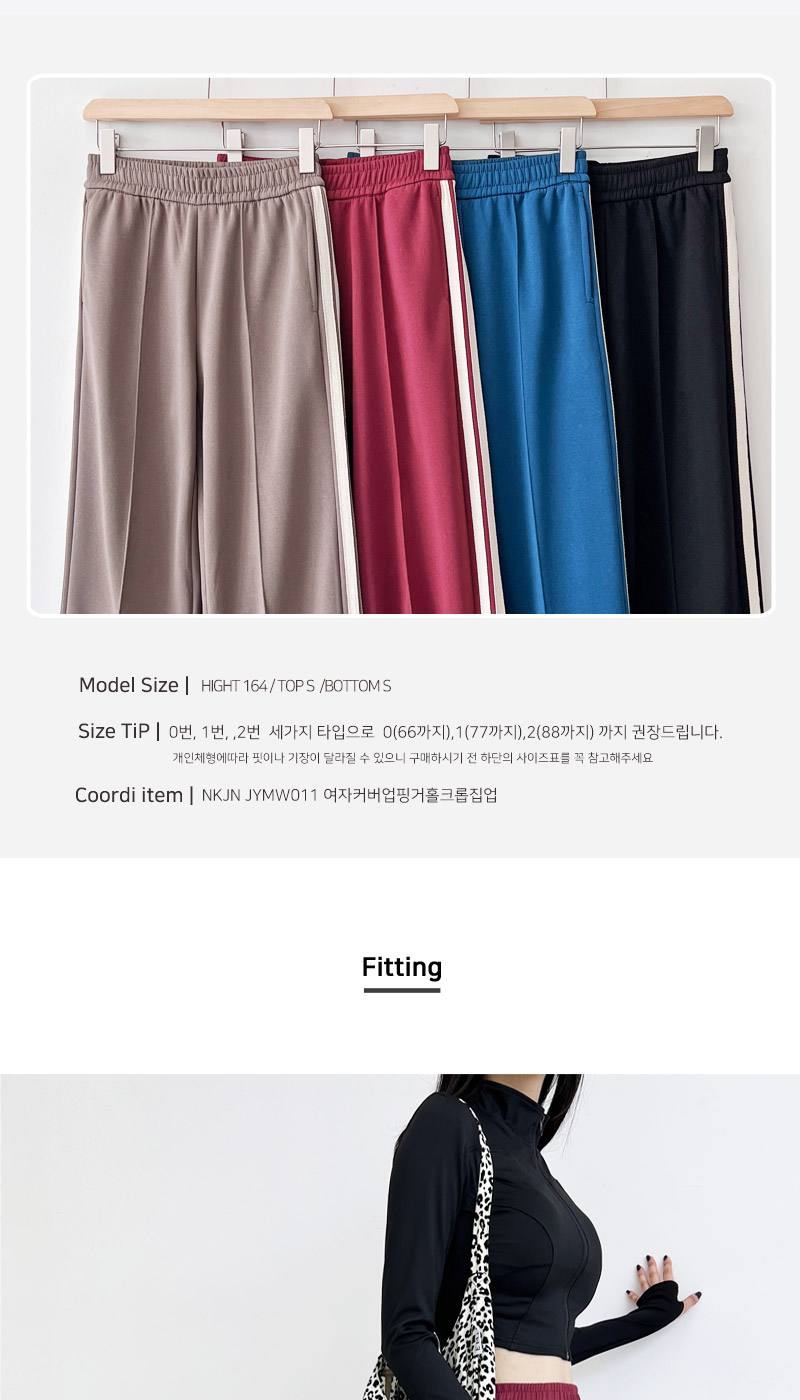 Model Size | HIGHT 164 / TOP S /BOTTOM S
Size TiP | 0번, 1번, ,2번 세가지 타입으로 0(66까지),1(77까지),2(88까지) 까지 권장드립니다.
개인체형에따라 핏이나 기장이 달라질 수 있으니 구매하시기 전 하단의 사이즈표를 꼭 참고해주세요
Coordi item | NKJN JYMW011 여자커버업핑거홀크롭집업
Fitting